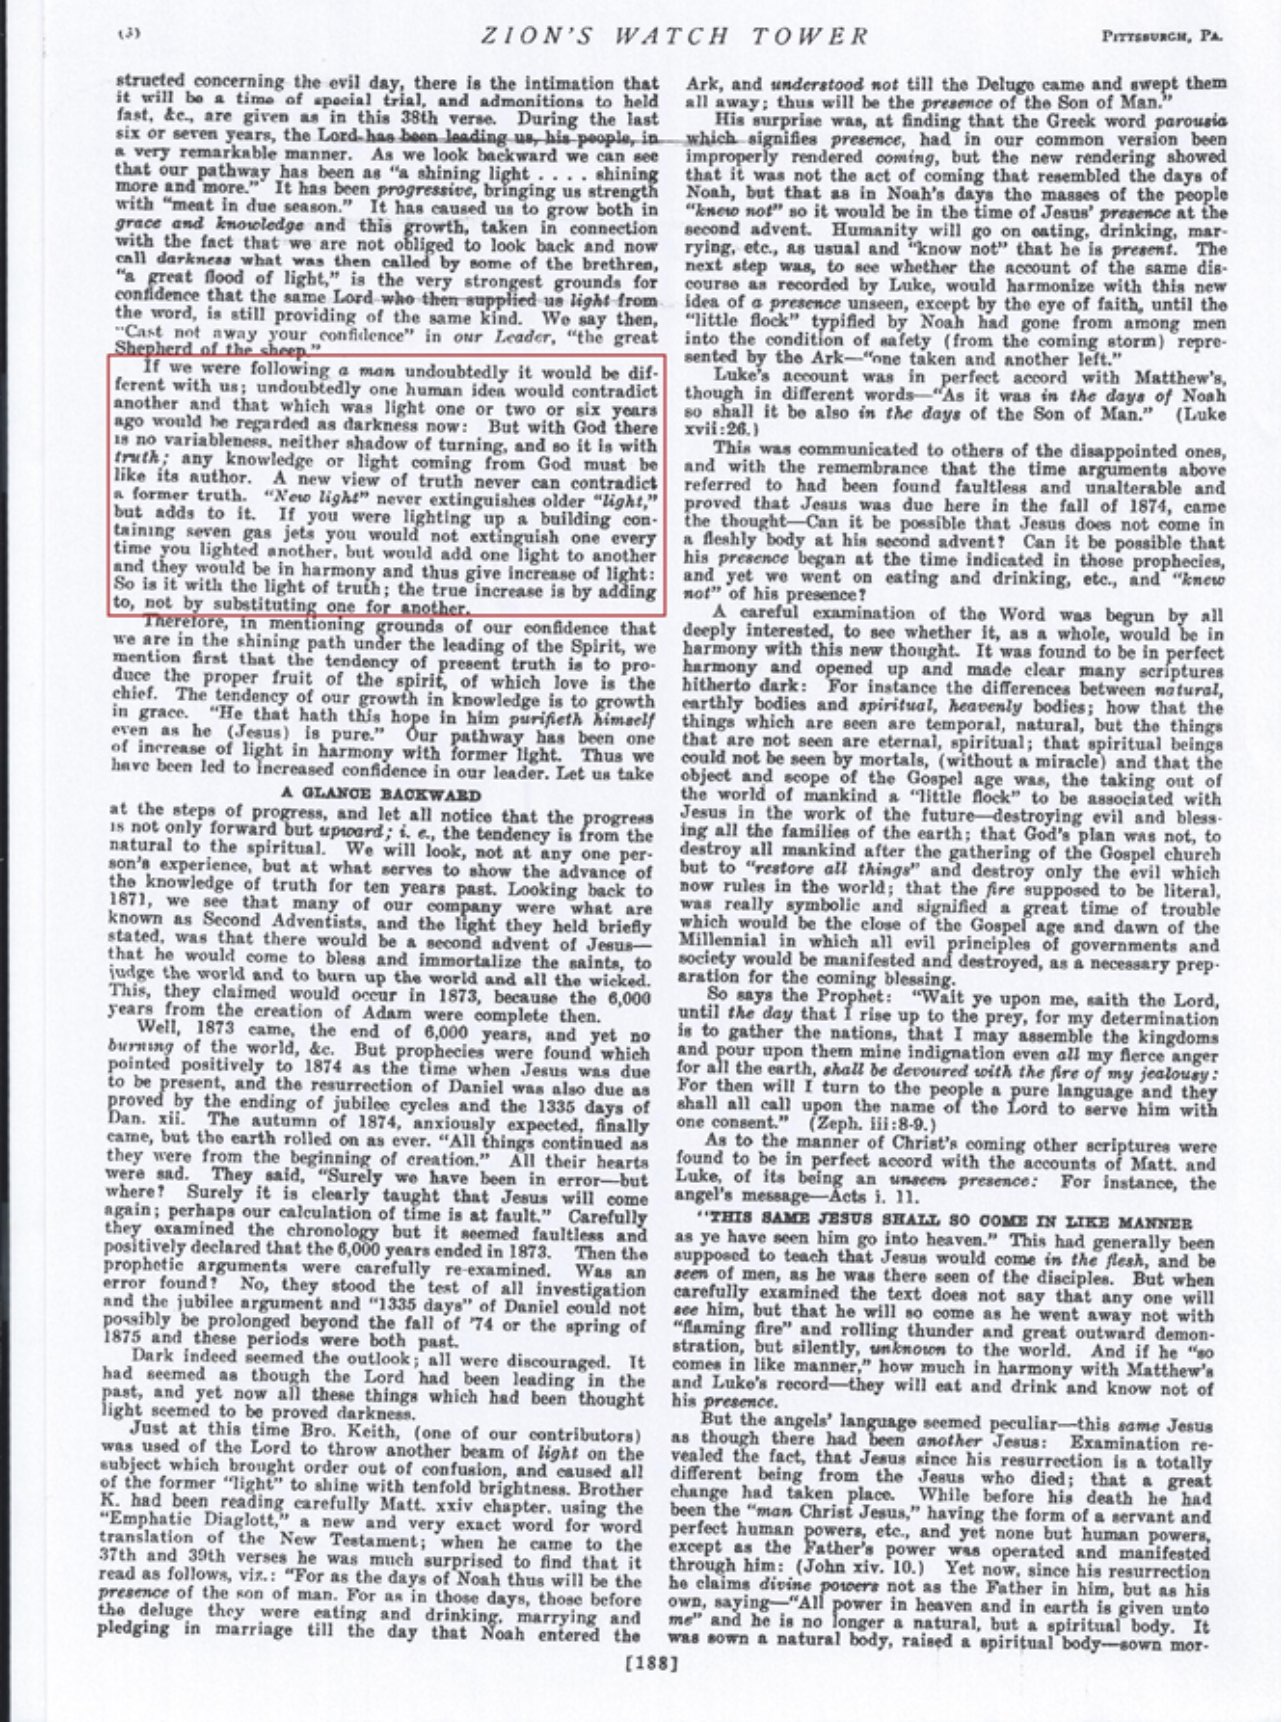 (3)
ZION'S WATCH TOWER
PITTSBURGH, PA.
structed concerning the evil day, there is the intimation that
it will be a time of special trial, and admonitions to held
fast, &c., are given as in this 38th verse. During the last
six or seven years, the Lord has been leading us, his people, in
a very remarkable manner. As we look backward we can see
that our pathway has been as "a shining light . . . . shining
more and more." It has been progressive, bringing us strength
with "meat in due season." It has caused us to grow both in
grace and knowledge and this growth, taken in connection
with the fact that we are not obliged to look back and now
call darkness what was then called by some of the brethren,
"a great flood of light," is the very strongest grounds for
confidence that the same Lord who then supplied us light from
the word, is still providing of the same kind. We say then,
"Cast not away your confidence" in our Leader, "the great
Shepherd of the sheep."
If we were following a man undoubtedly it would be dif-
ferent with us; undoubtedly one human idea would contradict
another and that which was light one or two or six years
ago would be regarded as darkness now: But with God there
is no variableness, neither shadow of turning, and so it is with
truth; any knowledge or light coming from God must be
like its author. A new view of truth never can contradict
a former truth. "New light" never extinguishes older "light,"
but adds to it. If you were lighting up a building con-
taining seven gas jets you would not extinguish one every
time you lighted another, but would add one light to another
and they would be in harmony and thus give increase of light:
So is it with the light of truth; the true increase is by adding
to, not by substituting one for another.
Therefore, in mentioning grounds of our confidence that
we are in the shining path under the leading of the Spirit, we
mention first that the tendency of present truth is to pro-
duce the proper fruit of the spirit, of which love is the
chief. The tendency of our growth in knowledge is to growth
in grace. "He that hath this hope in him purifieth himself
even as he (Jesus) is pure." Our pathway has been one
of increase of light in harmony with former light. Thus we
have been led to increased confidence in our leader. Let us take
A GLANCE BACKWARD
at the steps of progress, and let all notice that the progress
is not only forward but upward; i. e., the tendency is from the
natural to the spiritual. We will look, not at any one per-
son's experience, but at what serves to show the advance of
the knowledge of truth for ten years past. Looking back to
1871, we see that many of our company were what are
known as Second Adventists, and the light they held briefly
stated, was that there would be a second advent of Jesus—
that he would come to bless and immortalize the saints, to
judge the world and to burn up the world and all the wicked.
This, they claimed would occur in 1873, because the 6,000
years from the creation of Adam were complete then.
Well, 1873 came, the end of 6,000 years, and yet no
burning of the world, &c. But prophecies were found which
pointed positively to 1874 as the time when Jesus was due
to be present, and the resurrection of Daniel was also due as
proved by the ending of jubilee cycles and the 1335 days of
Dan. xii. The autumn of 1874, anxiously expected, finally
came, but the earth rolled on as ever. "All things continued as
they were from the beginning of creation." All their hearts
were sad. They said, "Surely we have been in error—but
where? Surely it is clearly taught that Jesus will come
again; perhaps our calculation of time is at fault." Carefully
they examined the chronology but it seemed faultless and
positively declared that the 6,000 years ended in 1873. Then the
prophetic arguments were carefully re-examined. Was an
error found? No, they stood the test of all investigation
and the jubilee argument and "1335 days" of Daniel could not
possibly be prolonged beyond the fall of '74 or the spring of
1875 and these periods were both past.
Dark indeed seemed the outlook; all were discouraged. It
had seemed as though the Lord had been leading in the
past, and yet now all these things which had been thought
light seemed to be proved darkness.
Just at this time Bro. Keith, (one of our contributors)
was used of the Lord to throw another beam of light on the
subject which brought order out of confusion, and caused all
of the former "light" to shine with tenfold brightness. Brother
K. had been reading carefully Matt. xxiv chapter, using the
"Emphatic Diaglott," a new and very exact word for word
translation of the New Testament; when he came to the
37th and 39th verses he was much surprised to find that it
read as follows, viz.: "For as the days of Noah thus will be the
presence of the son of man. For as in those days, those before
the deluge they were eating and drinking, marrying and
pledging in marriage till the day that Noah entered the
Ark, and understood not till the Deluge came and swept them
all away; thus will be the presence of the Son of Man."
His surprise was, at finding that the Greek word parousia
which signifies presence, had in our common version been
improperly rendered coming, but the new rendering showed
that it was not the act of coming that resembled the days of
Noah, but that as in Noah's days the masses of the people
"knew not" so it would be in the time of Jesus' presence at the
second advent. Humanity will go on eating, drinking, mar-
rying, etc., as usual and "know not" that he is present. The
next step was, to see whether the account of the same dis-
course as recorded by Luke, would harmonize with this new
idea of a presence unseen, except by the eye of faith, until the
"little flock" typified by Noah had gone from among men
into the condition of safety (from the coming storm) repre-
sented by the Ark—"one taken and another left."
Luke's account was in perfect accord with Matthew's,
though in different words—"As it was in the days of Noah
so shall it be also in the days of the Son of Man." (Luke
xvii:26.)
This was communicated to others of the disappointed ones,
and with the remembrance that the time arguments above
referred to had been found faultless and unalterable and
proved that Jesus was due here in the fall of 1874, came
the thought—Can it be possible that Jesus does not come in
a fleshly body at his second advent? Can it be possible that
his presence began at the time indicated in those prophecies,
and yet we went on eating and drinking, etc., and "knew
not" of his presence?
A careful examination of the Word was begun by all
deeply interested, to see whether it, as a whole, would be in
harmony with this new thought. It was found to be in perfect
harmony and opened up and made clear many scriptures
hitherto dark: For instance the differences between natural,
earthly bodies and spiritual, heavenly bodies; how that the
things which are seen are temporal, natural, but the things
that are not seen are eternal, spiritual; that spiritual beings
could not be seen by mortals, (without a miracle) and that the
object and scope of the Gospel age was, the taking out of
the world of mankind a "little flock" to be associated with
Jesus in the work of the future—destroying evil and bless-
ing all the families of the earth; that God's plan was not, to
destroy all mankind after the gathering of the Gospel church
but to "restore all things" and destroy only the evil which
now rules in the world; that the fire supposed to be literal,
was really symbolic and signified a great time of trouble
which would be the close of the Gospel age and dawn of the
Millennial in which all evil principles of governments and
society would be manifested and destroyed, as a necessary prep-
aration for the coming blessing.
So says the Prophet: "Wait ye upon me, saith the Lord,
until the day that I rise up to the prey, for my determination
is to gather the nations, that I may assemble the kingdoms
and pour upon them mine indignation even all my fierce anger
for all the earth, shall be devoured with the fire of my jealousy:
For then will I turn to the people a pure language and they
shall all call upon the name of the Lord to serve him with
one consent." (Zeph. iii:8-9.)
As to the manner of Christ's coming other scriptures were
found to be in perfect accord with the accounts of Matt. and
Luke, of its being an unseen presence: For instance, the
angel's message—Acts i. 11.
"THIS SAME JESUS SHALL SO COME IN LIKE MANNER
as ye have seen him go into heaven." This had generally been
supposed to teach that Jesus would come in the flesh, and be
seen of men, as he was there seen of the disciples. But when
carefully examined the text does not say that any one will
see him, but that he will so come as he went away not with
"flaming fire" and rolling thunder and great outward demon-
stration, but silently, unknown to the world. And if he "so
comes in like manner," how much in harmony with Matthew's
and Luke's record—they will eat and drink and know not of
his presence.
But the angels' language seemed peculiar—this same Jesus
as though there had been another Jesus: Examination re-
vealed the fact, that Jesus since his resurrection is a totally
different being from the Jesus who died; that a great
change had taken place. While before his death he had
been the "man Christ Jesus," having the form of a servant and
perfect human powers, etc., and yet none but human powers,
except as the Father's power was operated and manifested
through him: (John xiv. 10.) Yet now, since his resurrection
he claims divine powers not as the Father in him, but as his
own, saying—"All power in heaven and in earth is given unto
me" and he is no longer a natural, but a spiritual body. It
was sown a natural body, raised a spiritual body—sown mor-
[188]